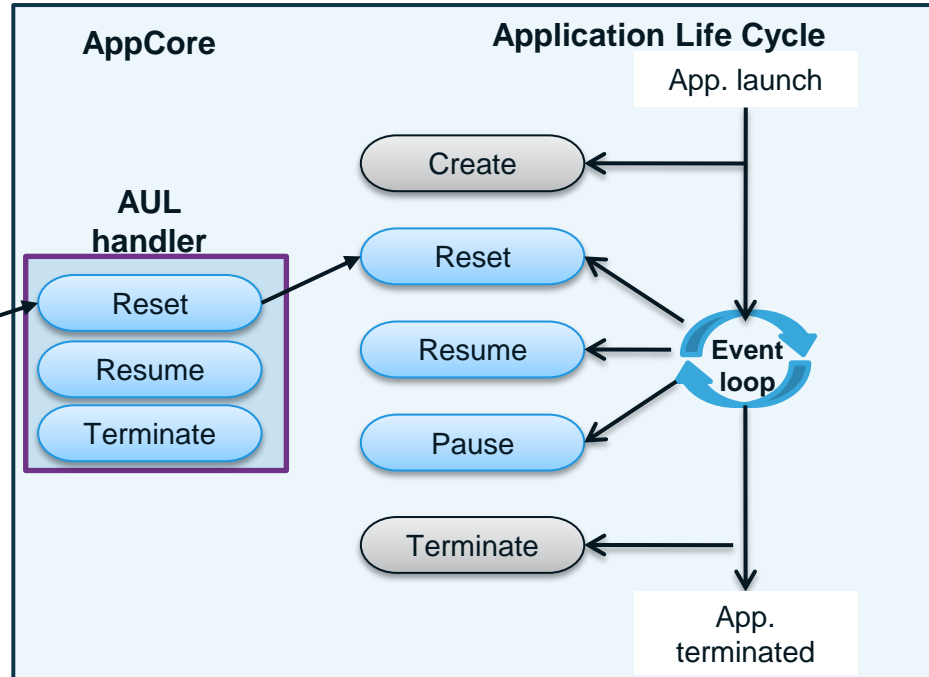 AppCore
Application Life Cycle
App. launch
Create
AUL
handler
Reset
Resume
Terminate
Reset
Resume
Pause
Terminate
Event
loop
App.
terminated